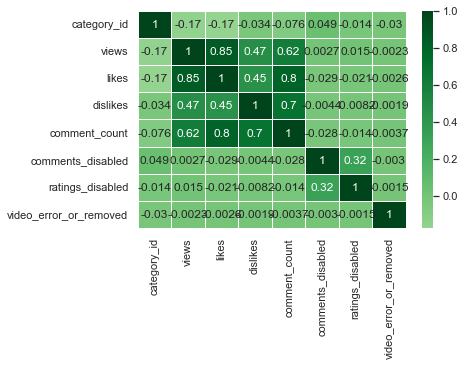 category_id 1 -0.17 -0.17 -0.034 -0.076 0.049 -0.014 -0.03
views -0.17 1 0.85 0.47 0.62 0.0027 0.015 -0.0023
likes -0.17 0.85 1 0.45 0.8 -0.029 -0.021 -0.0026
dislikes -0.034 0.47 0.45 1 0.7 -0.0044 -0.0082 -0.0019
comment_count -0.076 0.62 0.8 0.7 1 -0.028 -0.014 -0.0037
comments_disabled 0.049 0.0027 -0.029 -0.0044 -0.028 1 0.32 -0.003
ratings_disabled -0.014 0.015 -0.021 -0.0082 -0.014 0.32 1 -0.0015
video_error_or_removed -0.03 -0.0023 -0.0026 -0.0019 -0.0037 -0.003 -0.0015 1
category_id
views
likes
dislikes
comment_count
comments_disabled
ratings_disabled
video_error_or_removed
1.0
0.8
0.6
0.4
0.2
0.0